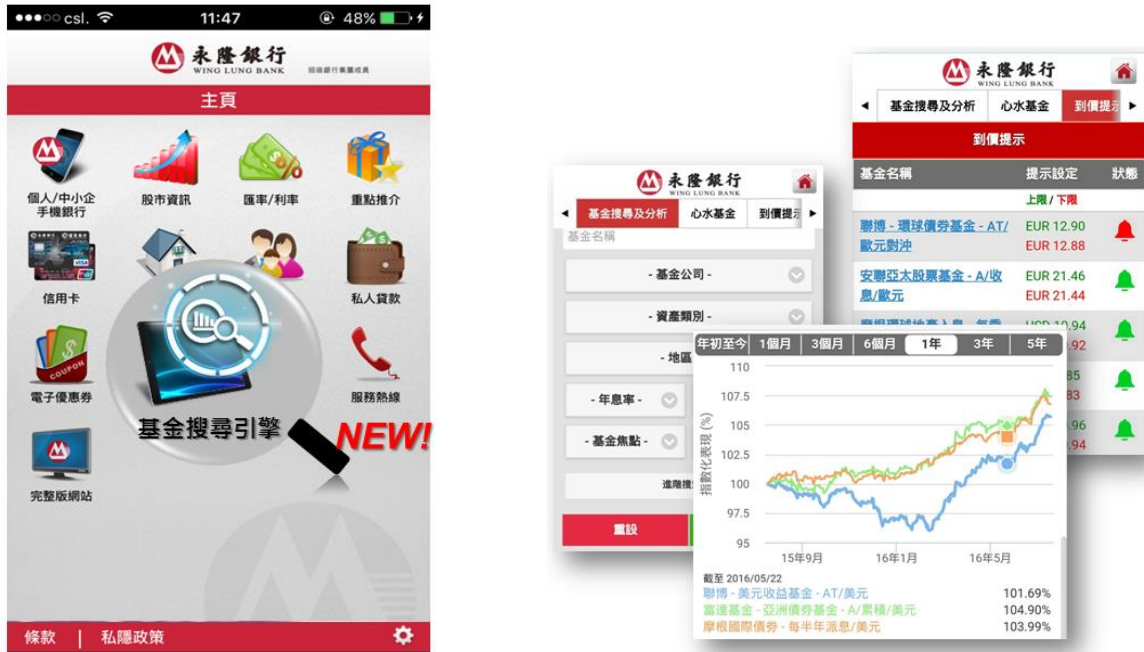 csl.
11:47
48%
永隆銀行
WING LUNG BANK
招商銀行集團成員
主頁
個人/中小企
手機銀行
股市資訊
匯率/利率
重點推介
信用卡
私人貸款
電子優惠券
COUPON
服務熱線
基金搜尋引擎
NEW!
完整版網站
條款 | 私隱政策
永隆銀行
WING LUNG BANK
基金搜尋及分析 心水基金 到價提示
基金名稱
- 基金公司 -
- 資產類別 -
- 地區
- 年息率 -
- 基金焦點 -
進階搜
重設
永隆銀行
WING LUNG BANK
基金搜尋及分析 心水基金 到價提示
到價提示
基金名稱 提示設定 狀態
上限 / 下限
聯博 - 環球債券基金 - AT/ EUR 12.90
歐元對沖 EUR 12.88
安聯亞太股票基金 - A/收 EUR 21.46
息/歐元 EUR 21.44
年初至今 1個月 3個月 6個月 1年 3年 5年
110
107.5
105
102.5
100
97.5
95
指數化表現 (%)
15年9月 16年1月 16年5月
截至 2016/05/22
聯博 - 美元收益基金 - AT/美元 101.69%
富達基金 - 亞洲債券基金 - A/累積/美元 104.90%
摩根國際債券 - 每半年派息/美元 103.99%